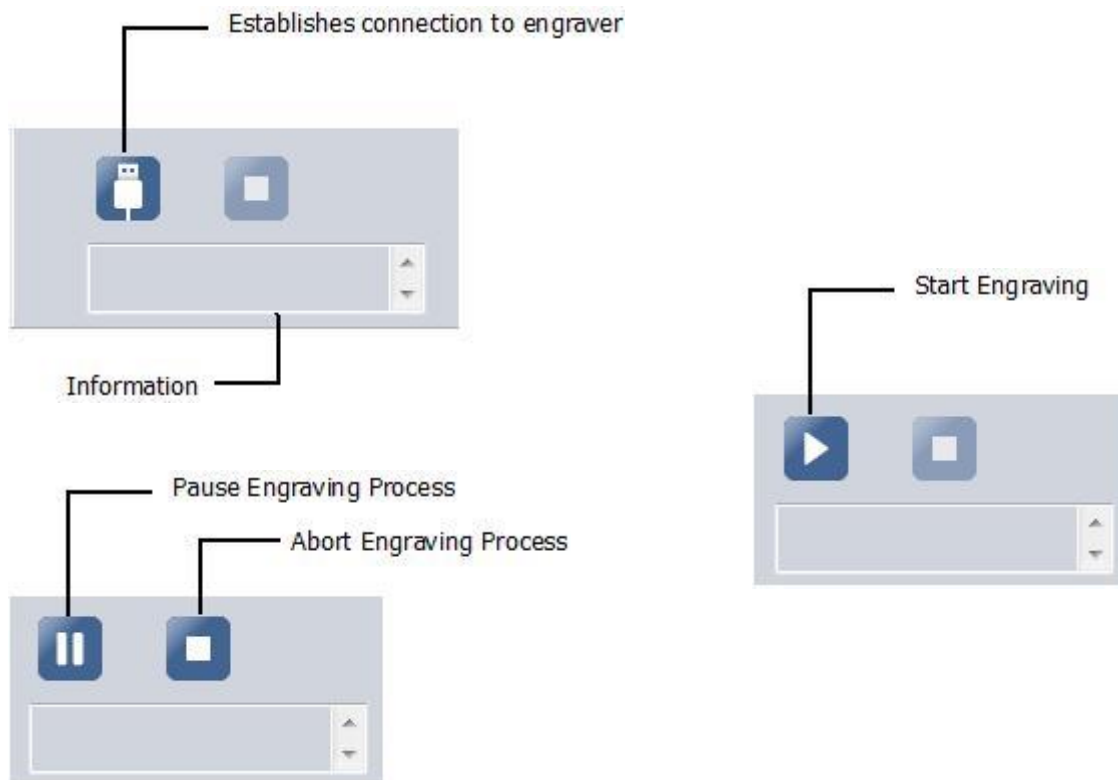 Establishes connection to engraver
Information
Start Engraving
Pause Engraving Process
Abort Engraving Process